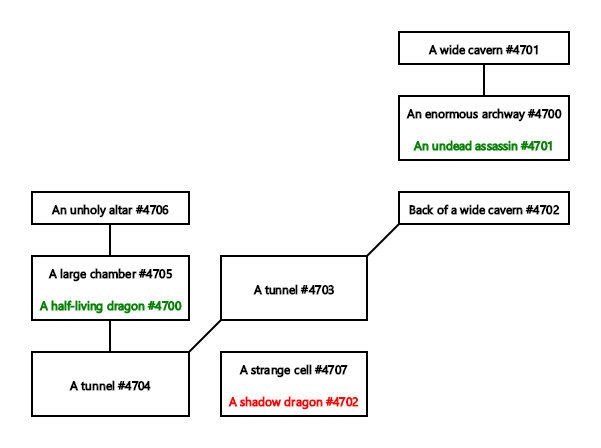 A wide cavern #4701
An enormous archway #4700
An undead assassin #4701
An unholy altar #4706
Back of a wide cavern #4702
A large chamber #4705
A half-living dragon #4700
A tunnel #4703
A tunnel #4704
A strange cell #4707
A shadow dragon #4702